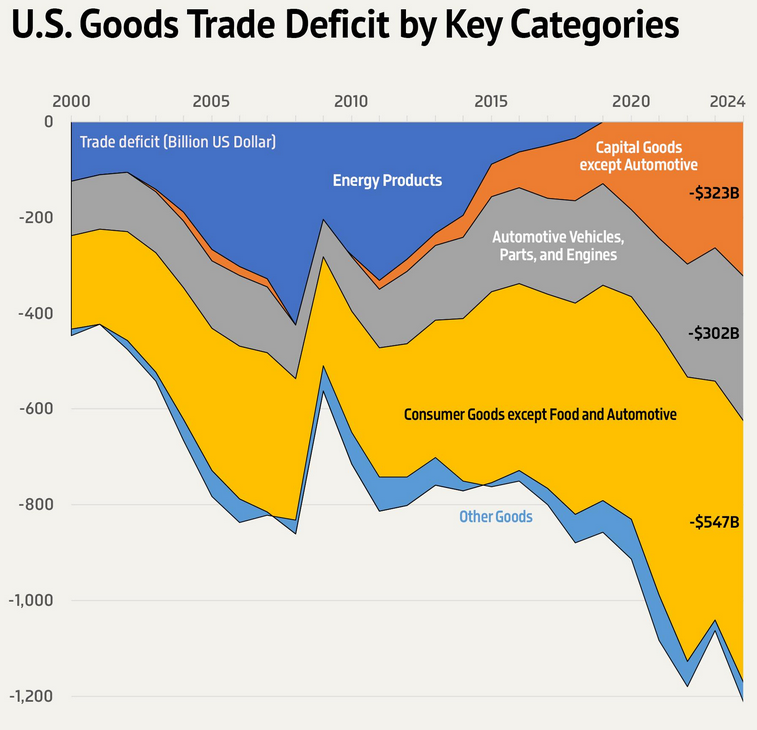 U.S. Goods Trade Deficit by Key Categories
2000 2005 2010 2015 2020 2024
0
Trade deficit (Billion US Dollar)
Capital Goods
except Automotive
Energy Products
-$323B
-200
Automotive Vehicles,
Parts, and Engines
-$302B
-400
-600
Consumer Goods except Food and Automotive
-800
Other Goods
-$547B
-1,000
-1,200